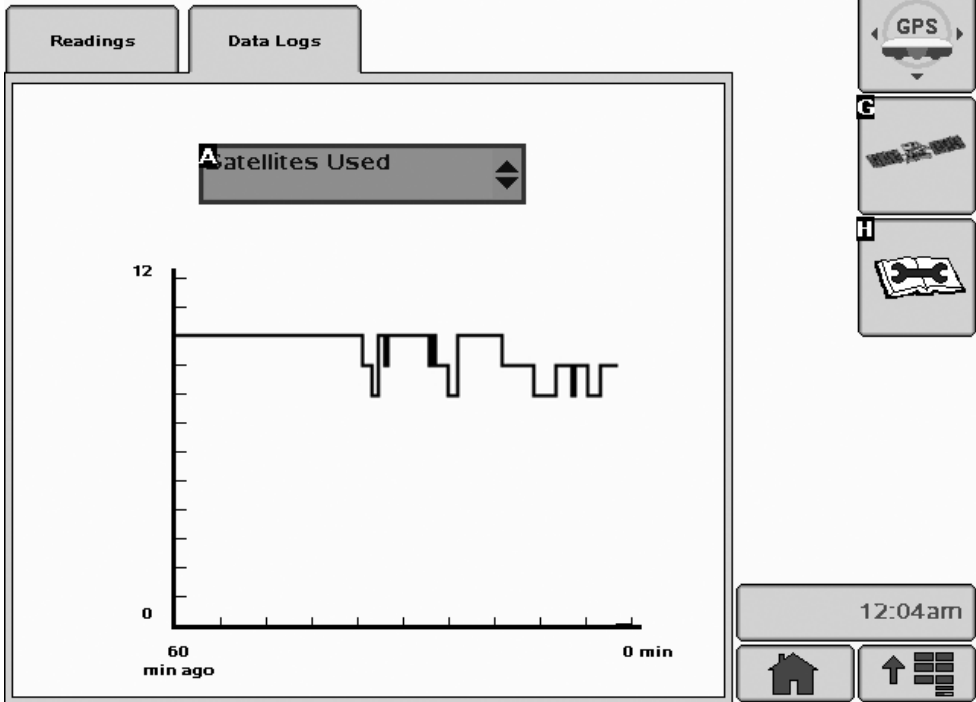 Readings
Data Logs
GPS
G
A
Satellites Used
H
12
0
60
min ago
0 min
12:04am